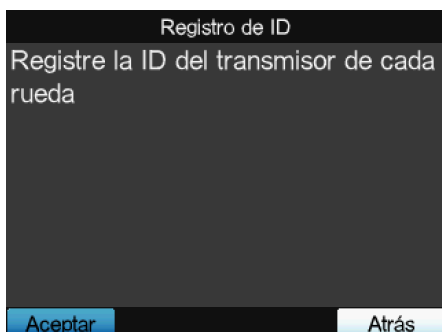 Registro de ID
Registre la ID del transmisor de cada
rueda
Aceptar
Atrás